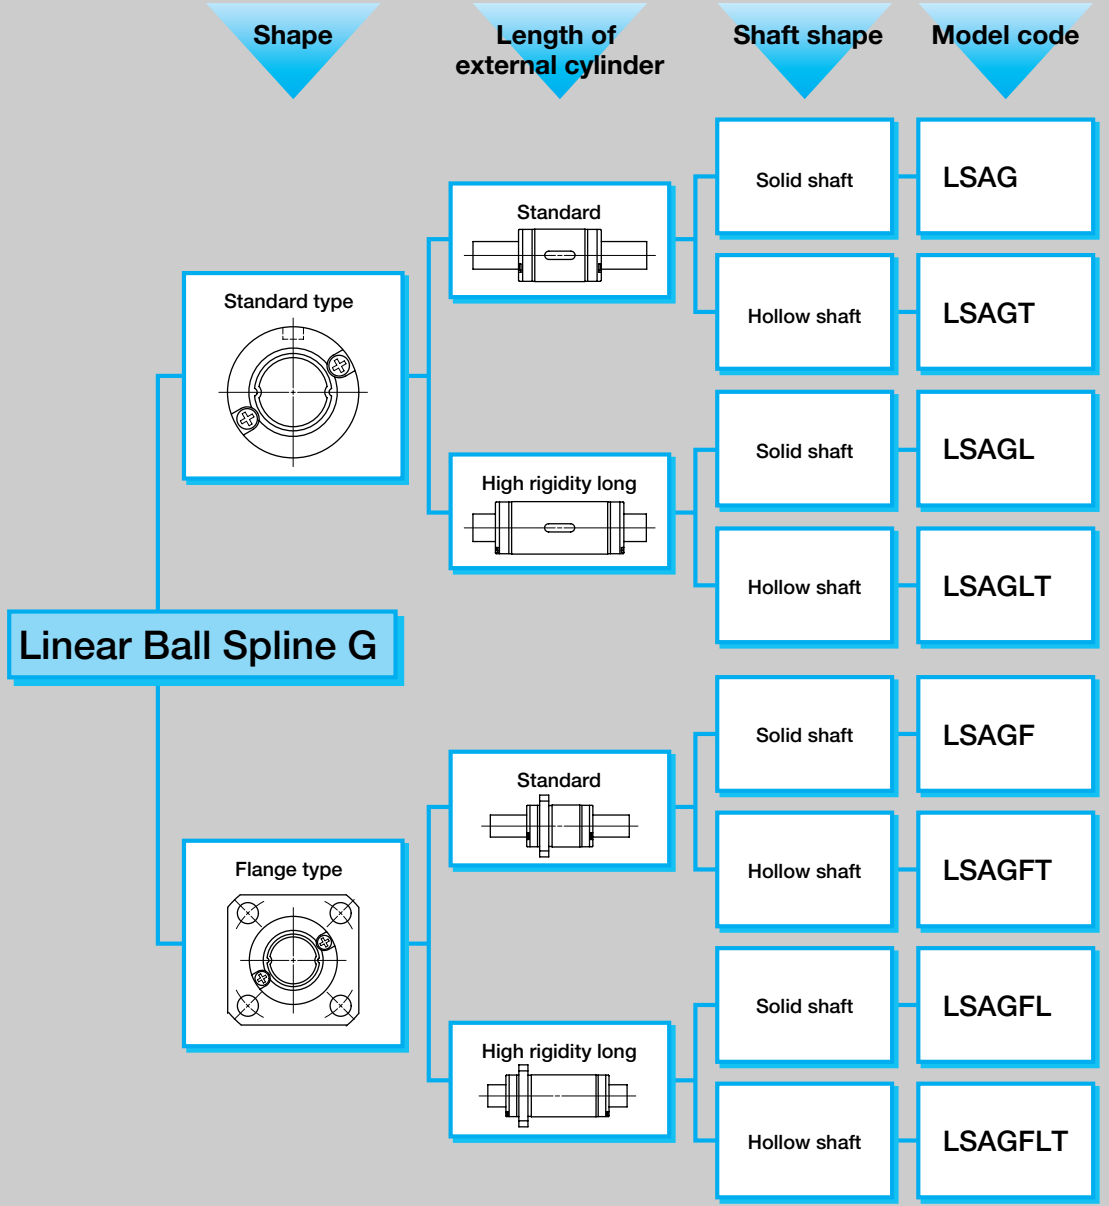 Shape
Length of
external cylinder
Shaft shape
Model code
Linear Ball Spline G
Standard type
Standard
Solid shaft
LSAG
Hollow shaft
LSAGT
High rigidity long
Solid shaft
LSAGL
Hollow shaft
LSAGLT
Flange type
Standard
Solid shaft
LSAGF
Hollow shaft
LSAGFT
High rigidity long
Solid shaft
LSAGFL
Hollow shaft
LSAGFLT